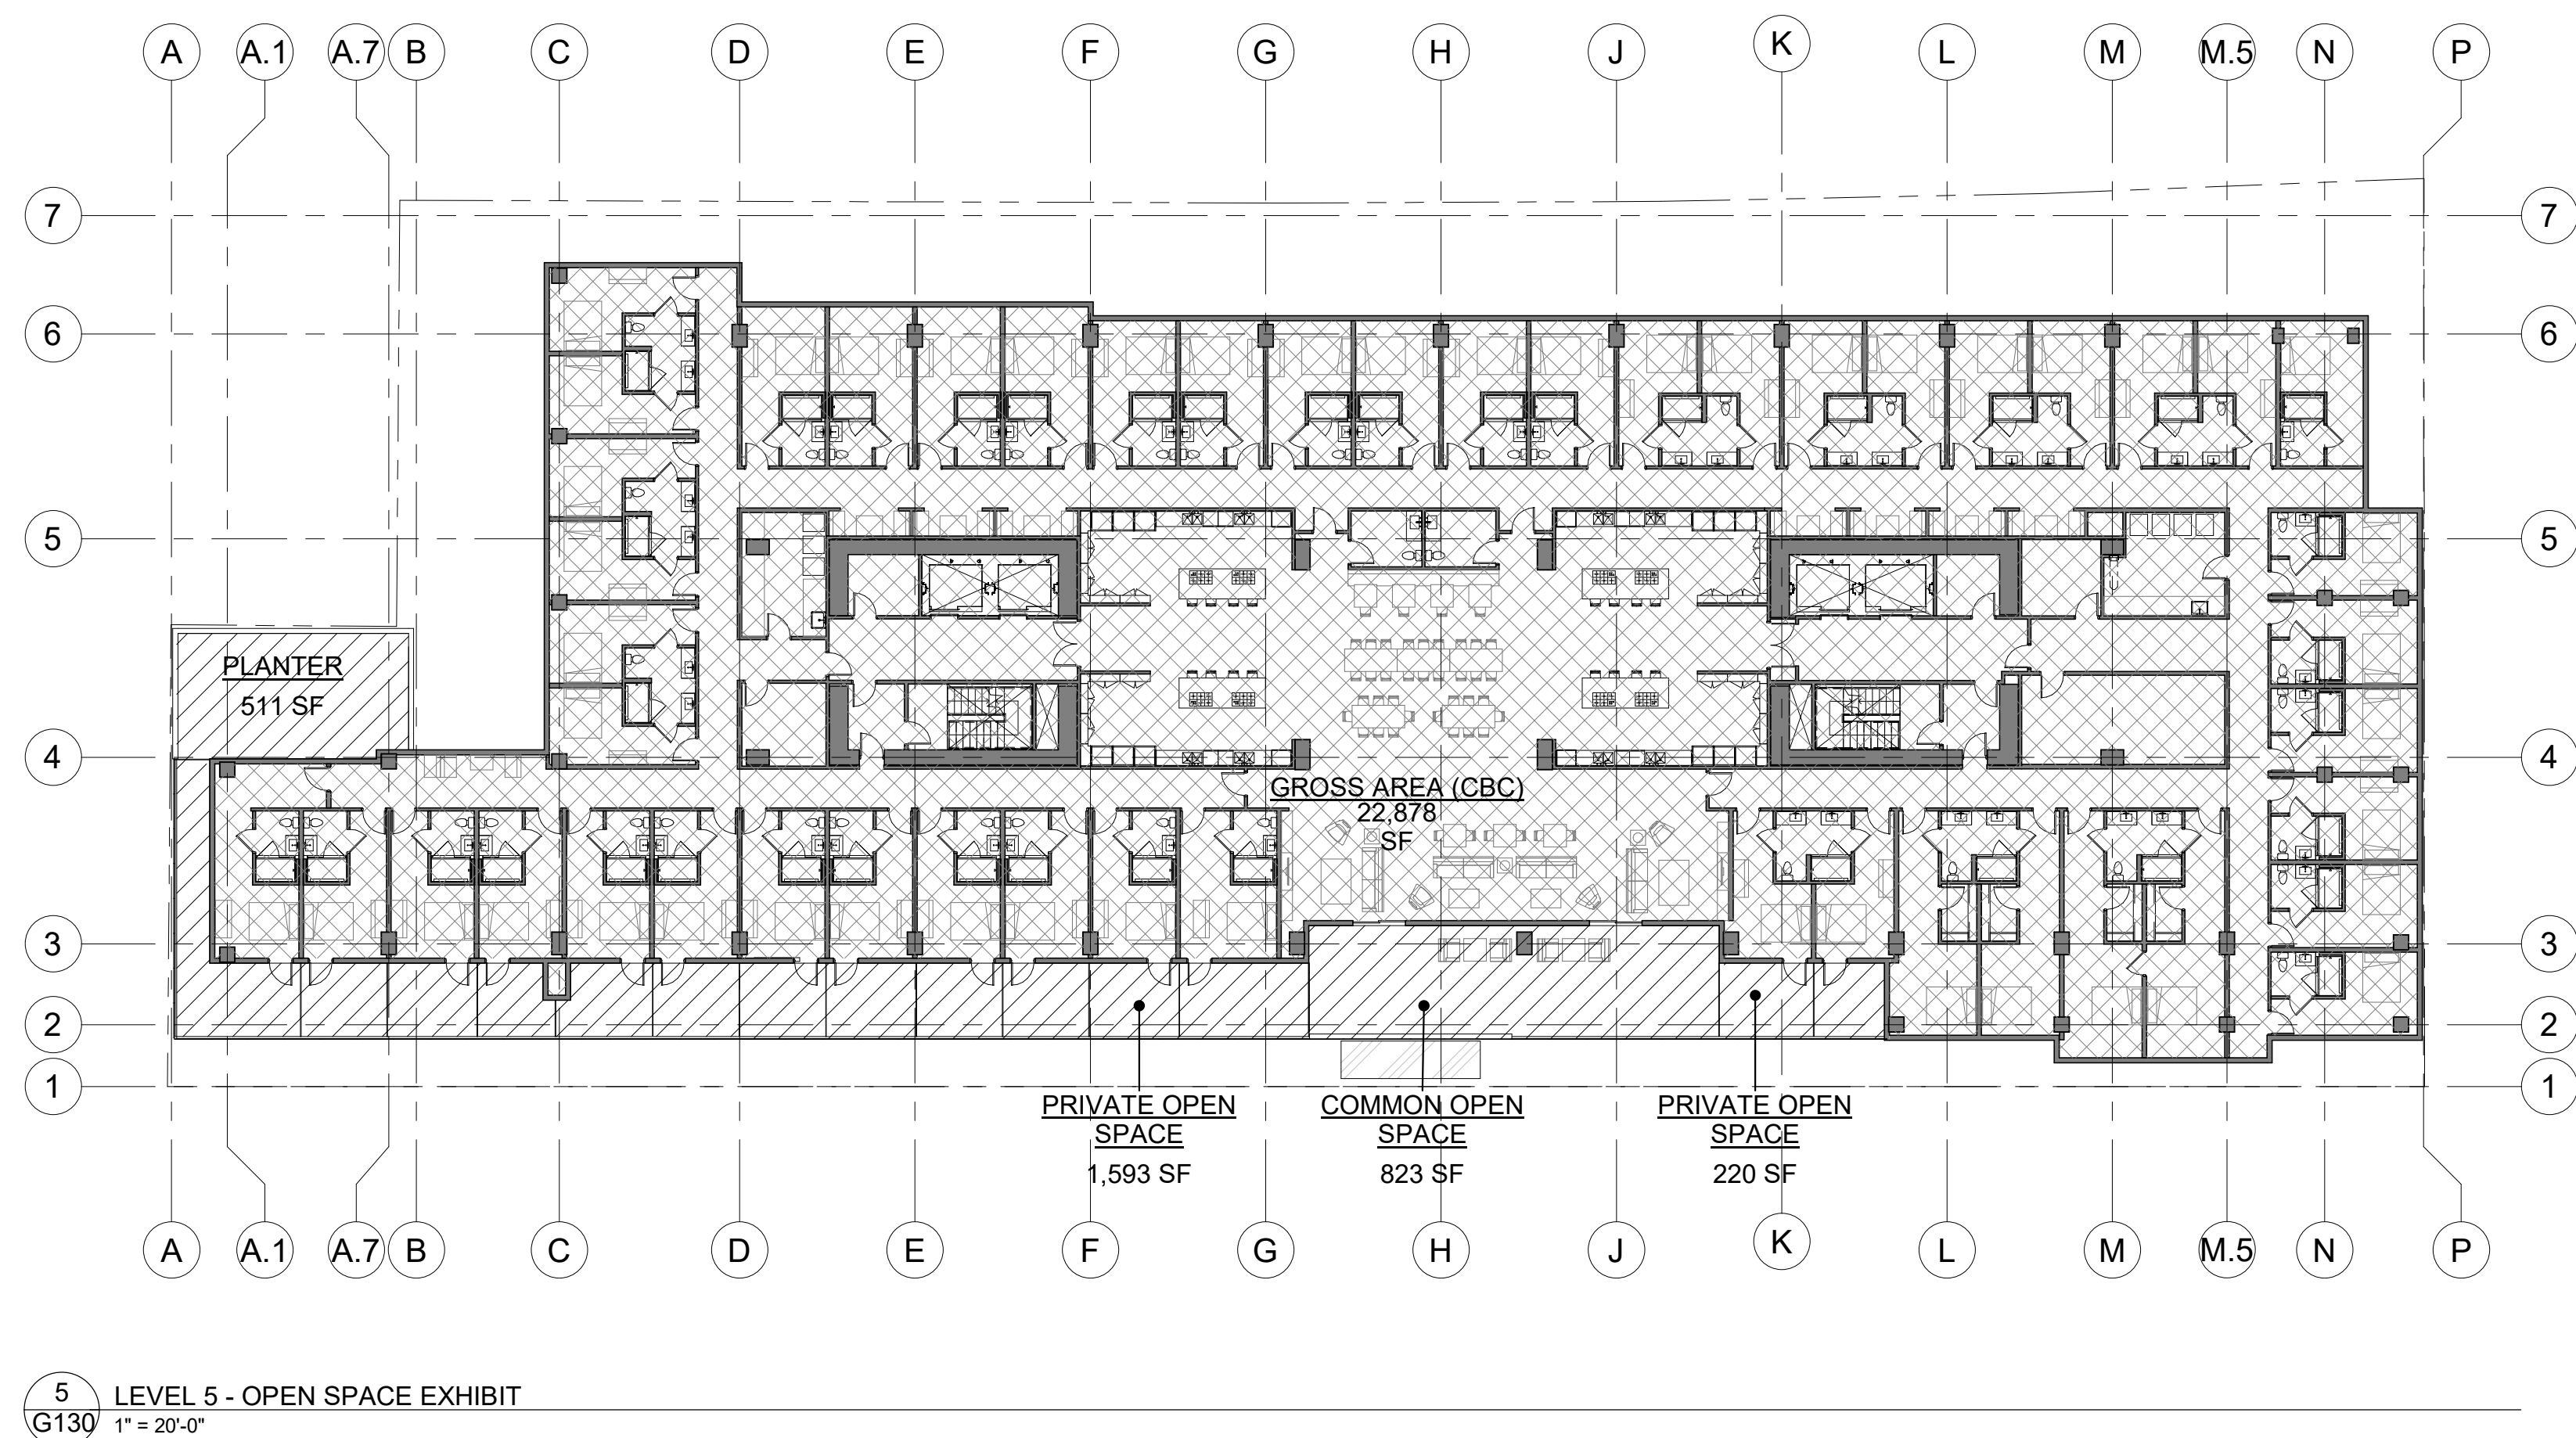 A A.1 A.7 B C D E F G H J K L M M.5 N P
7 7
6 6
5 5
PLANTER
511 SF
4 4
GROSS AREA (CBC)
22,878
SF
3 3
2 2
1 1
PRIVATE OPEN
SPACE
1,593 SF
COMMON OPEN
SPACE
823 SF
PRIVATE OPEN
SPACE
220 SF
A A.1 A.7 B C D E F G H J K L M M.5 N P
5
G130
LEVEL 5 - OPEN SPACE EXHIBIT
1" = 20'-0"